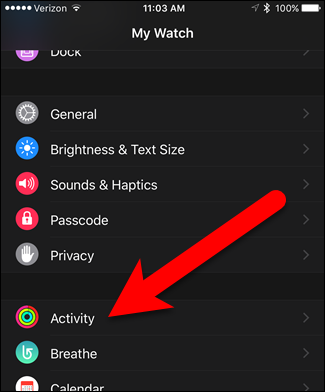 Verizon 11:03 AM 100%
My Watch
Dock
General
Brightness & Text Size
Sounds & Haptics
Passcode
Privacy
Activity
Breathe
Calendar